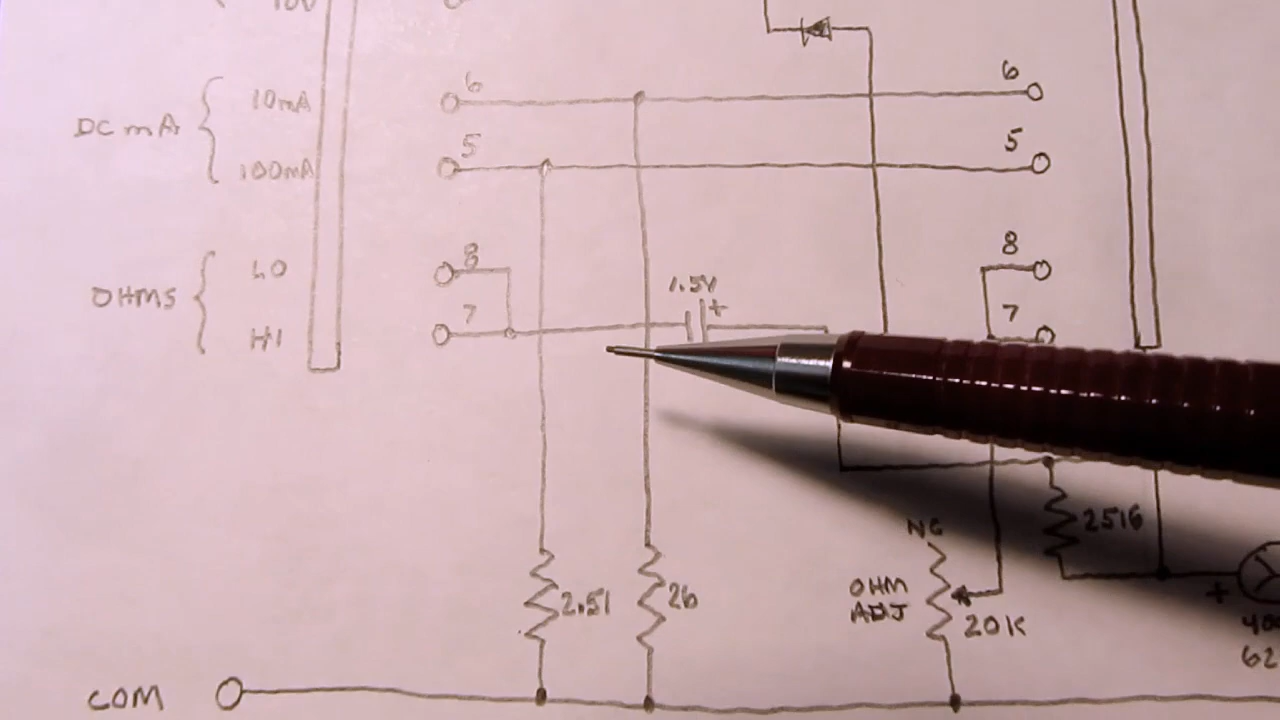 6
6
10mA
DC mA
5
5
100mA
8
8
LO
OHMS
1.5V
+
7
7
HI
NC
2516
OHM
ADJ
2.51
26
20K
+
COM